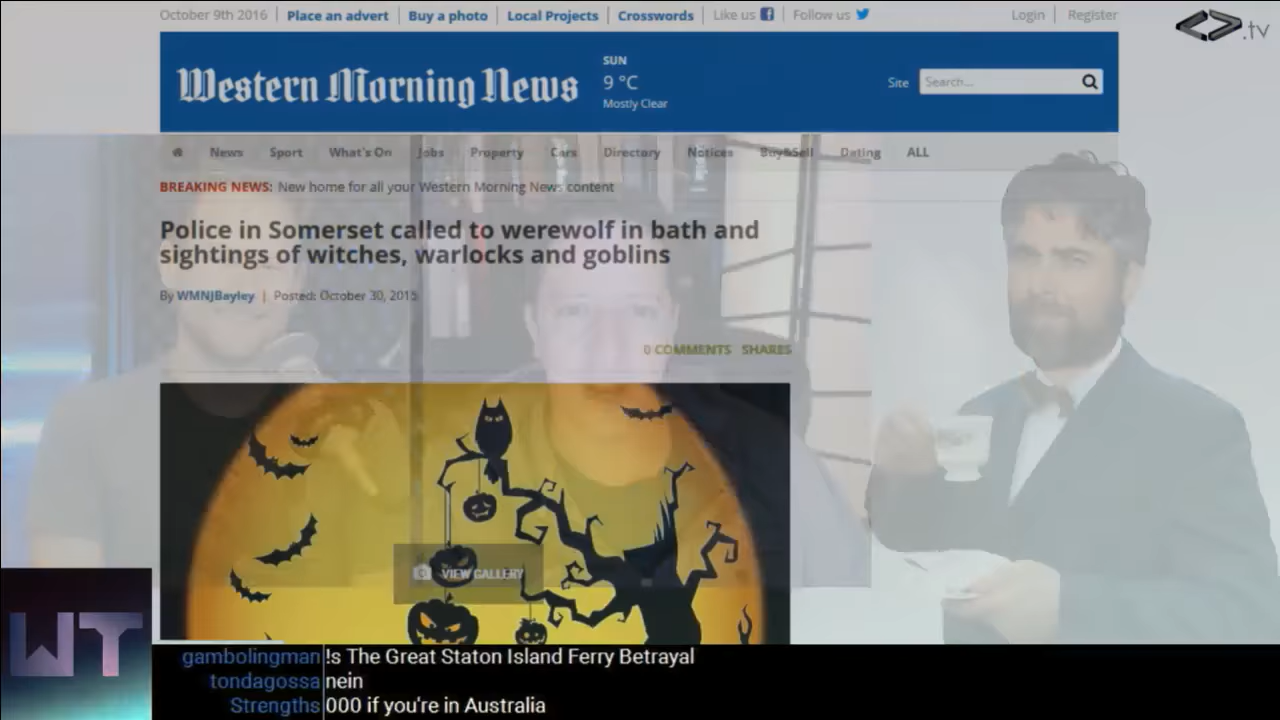 October 9th 2016 Place an advert Buy a photo Local Projects Crosswords Like us Follow us Login Register
<>.tv
Western Morning News
SUN
9 °C
Mostly Clear
Site Search...
News Sport What's On Jobs Property Cars Directory Notices Buy&Sell Dating ALL
BREAKING NEWS: New home for all your Western Morning News content
Police in Somerset called to werewolf in bath and
sightings of witches, warlocks and goblins
By WMNJBayley | Posted: October 30, 2015
0 COMMENTS SHARES
VIEW GALLERY
WT
gambolingman !s The Great Staton Island Ferry Betrayal
tondagossa nein
Strengths 000 if you're in Australia